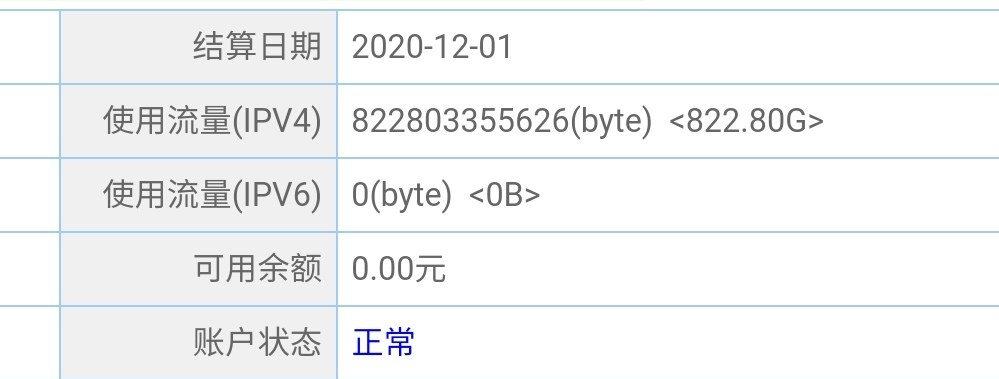 结算日期 2020-12-01
使用流量(IPV4) 822803355626(byte) <822.80G>
使用流量(IPV6) 0(byte) <0B>
可用余额 0.00元
账户状态 正常